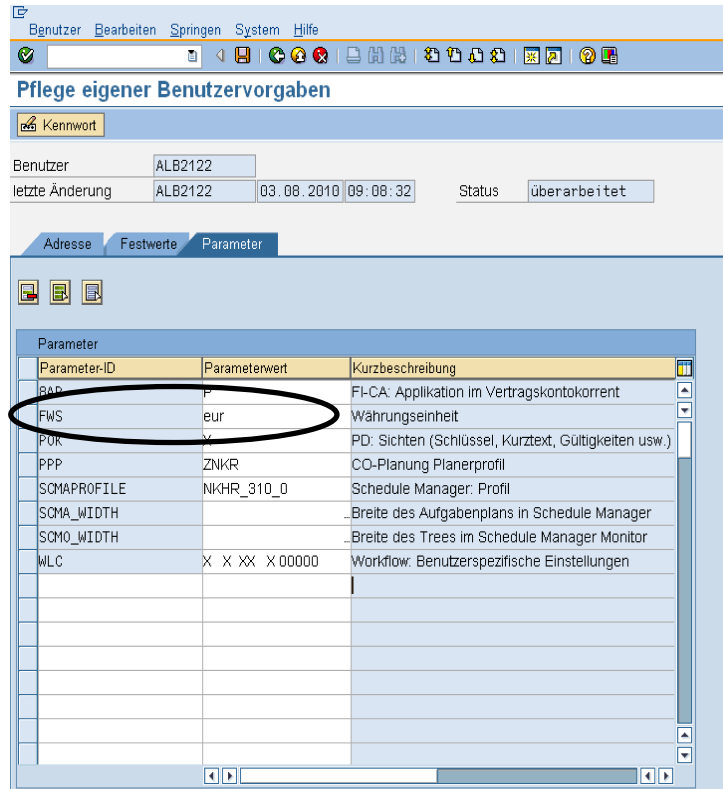 Benutzer Bearbeiten Springen System Hilfe
Pflege eigener Benutzervorgaben
Kennwort
Benutzer ALB2122
letzte Änderung ALB2122 03.08.2010 09:08:32 Status überarbeitet
Adresse Festwerte Parameter
Parameter
Parameter-ID Parameterwert Kurzbeschreibung
8AP P FI-CA: Applikation im Vertragskontokorrent
FWS eur Währungseinheit
POK X PD: Sichten (Schlüssel, Kurztext, Gültigkeiten usw.)
PPP ZNKR CO-Planung Planerprofil
SCMAPROFILE NKHR_310_0 Schedule Manager: Profil
SCMA_WIDTH …Breite des Aufgabenplans in Schedule Manager
SCMO_WIDTH …Breite des Trees im Schedule Manager Monitor
WLC X X XX X 00000 Workflow: Benutzerspezifische Einstellungen